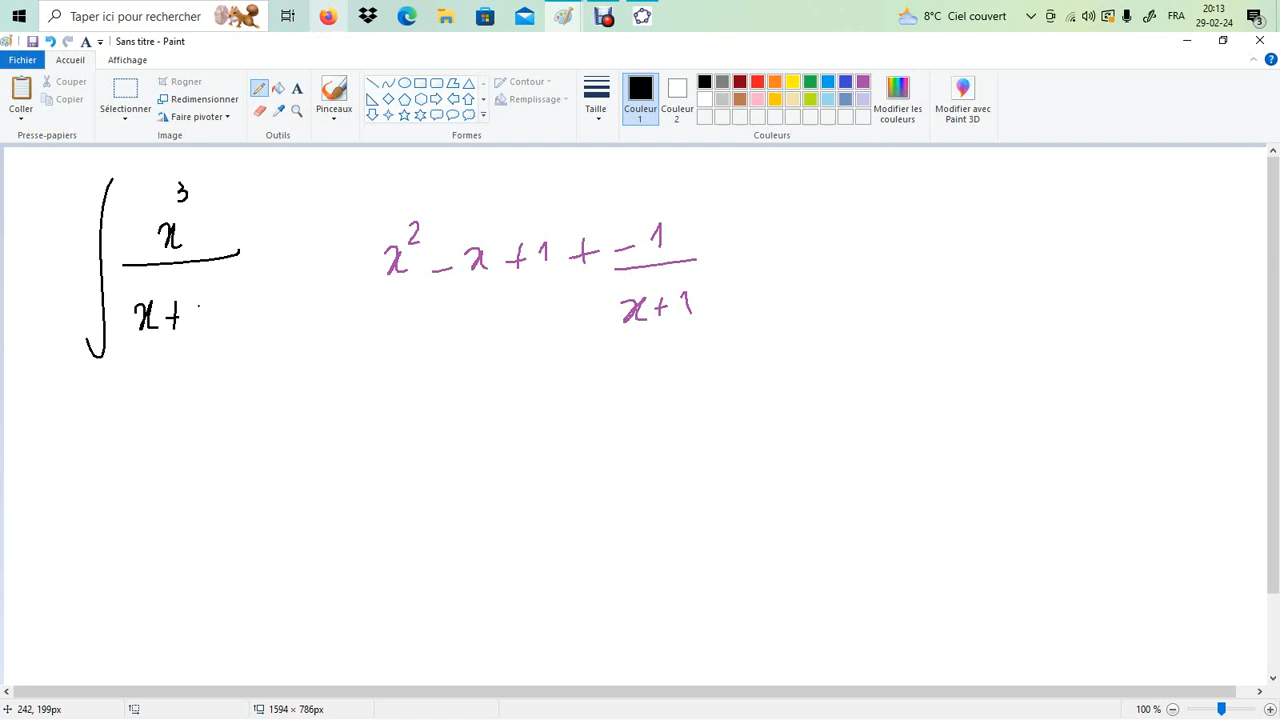 Taper ici pour rechercher
8°C Ciel couvert
FRA
20:13
29-02-24
3
Sans titre - Paint
Fichier Accueil Affichage
Coller
Couper
Copier
Presse-papiers
Sélectionner
Rogner
Redimensionner
Faire pivoter
Image
A
Outils
Pinceaux
Contour
Remplissage
Formes
Taille
Couleur 1
Couleur 2
Modifier les couleurs
Couleurs
Modifier avec Paint 3D
∫ x³ / x+
x² - x + 1 + -1 / x+1
242, 199px
1594 × 786px
100 %